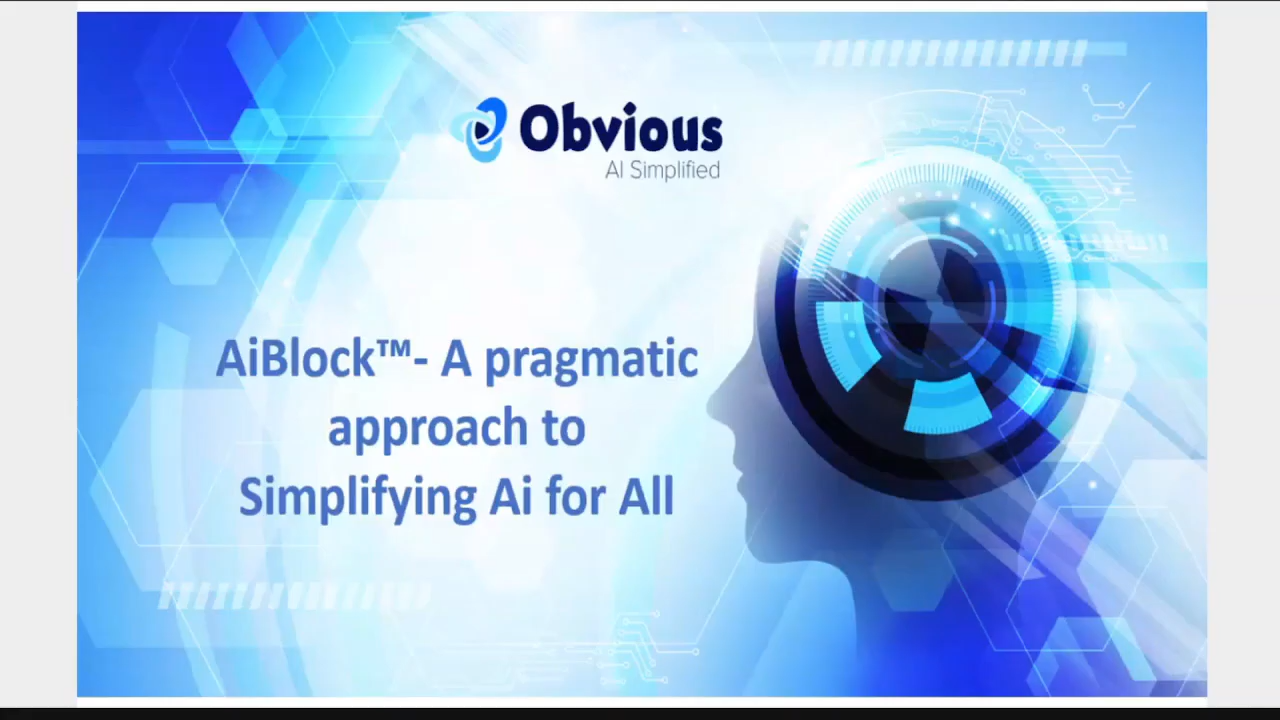 Obvious
AI Simplified
AiBlock™- A pragmatic
approach to
Simplifying Ai for All